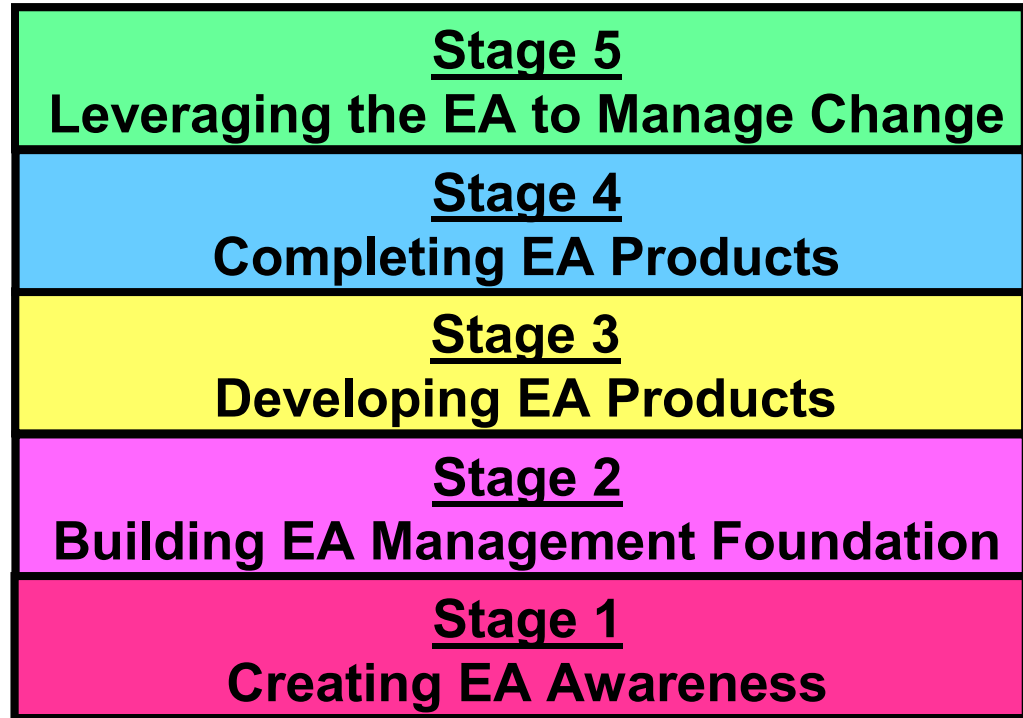 Stage 5
Leveraging the EA to Manage Change
Stage 4
Completing EA Products
Stage 3
Developing EA Products
Stage 2
Building EA Management Foundation
Stage 1
Creating EA Awareness